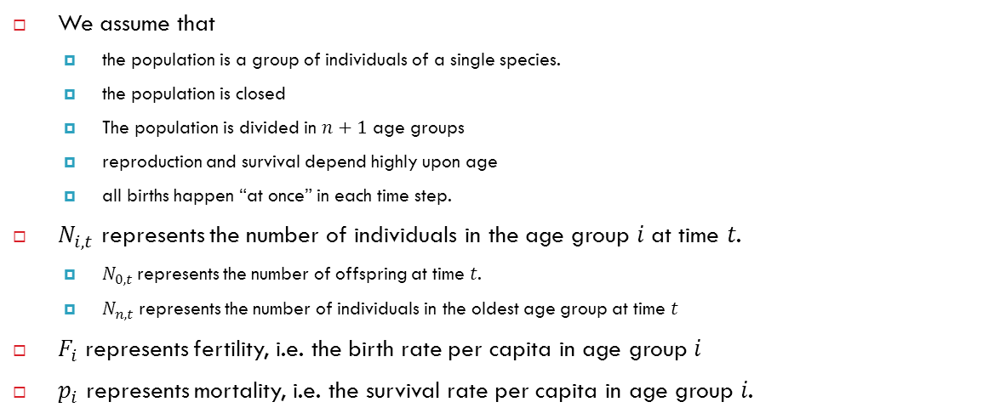 We assume that
the population is a group of individuals of a single species.
the population is closed
The population is divided in n + 1 age groups
reproduction and survival depend highly upon age
all births happen “at once” in each time step.
N_{i,t} represents the number of individuals in the age group i at time t.
N_{0,t} represents the number of offspring at time t.
N_{n,t} represents the number of individuals in the oldest age group at time t
F_i represents fertility, i.e. the birth rate per capita in age group i
p_i represents mortality, i.e. the survival rate per capita in age group i.